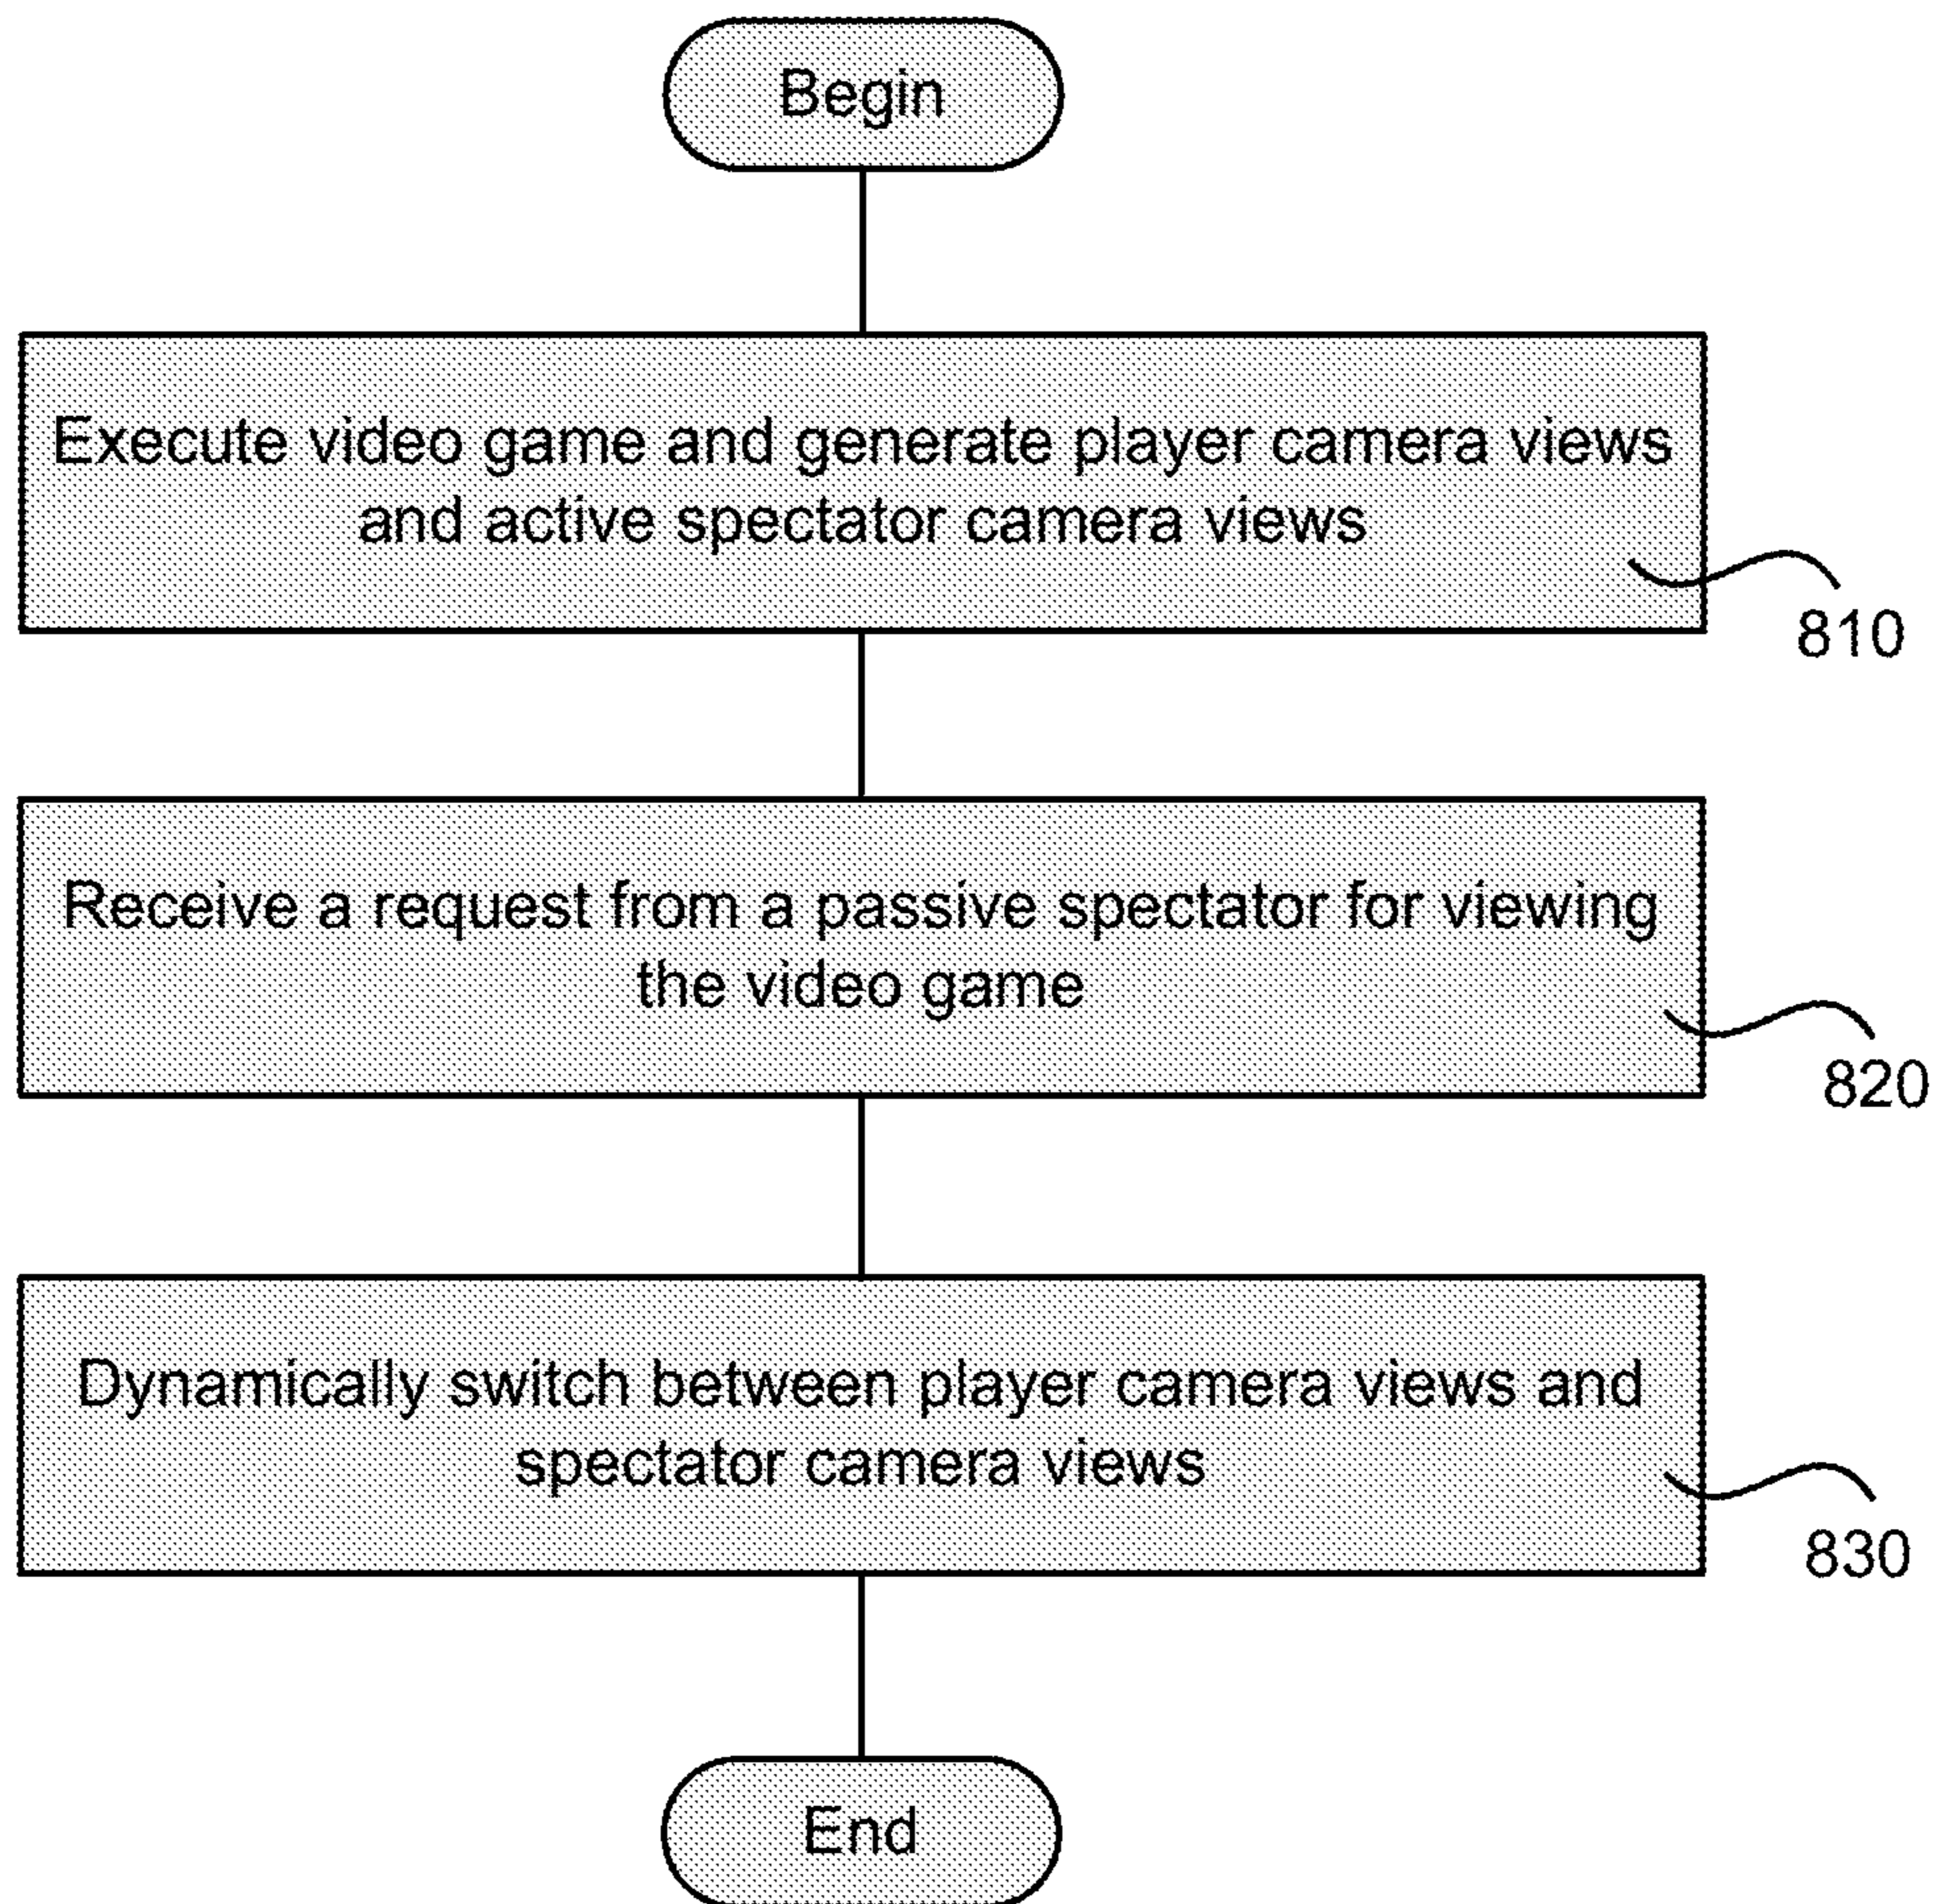 Begin
Execute video game and generate player camera views
and active spectator camera views
810
Receive a request from a passive spectator for viewing
the video game
820
Dynamically switch between player camera views and
spectator camera views
830
End